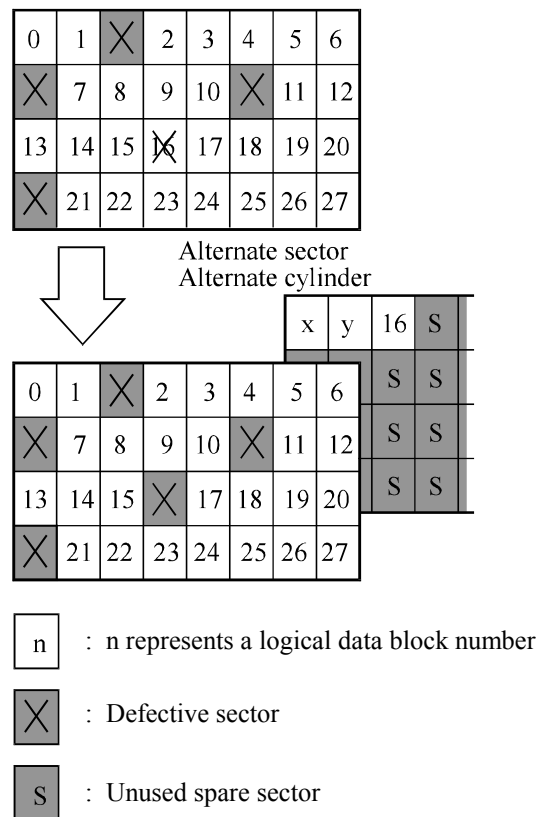 0 1 X 2 3 4 5 6
X 7 8 9 10 X 11 12
13 14 15 16 17 18 19 20
X 21 22 23 24 25 26 27
Alternate sector
Alternate cylinder
x y 16 S
S S
S S
S S
0 1 X 2 3 4 5 6
X 7 8 9 10 X 11 12
13 14 15 X 17 18 19 20
X 21 22 23 24 25 26 27
n : n represents a logical data block number
X : Defective sector
S : Unused spare sector